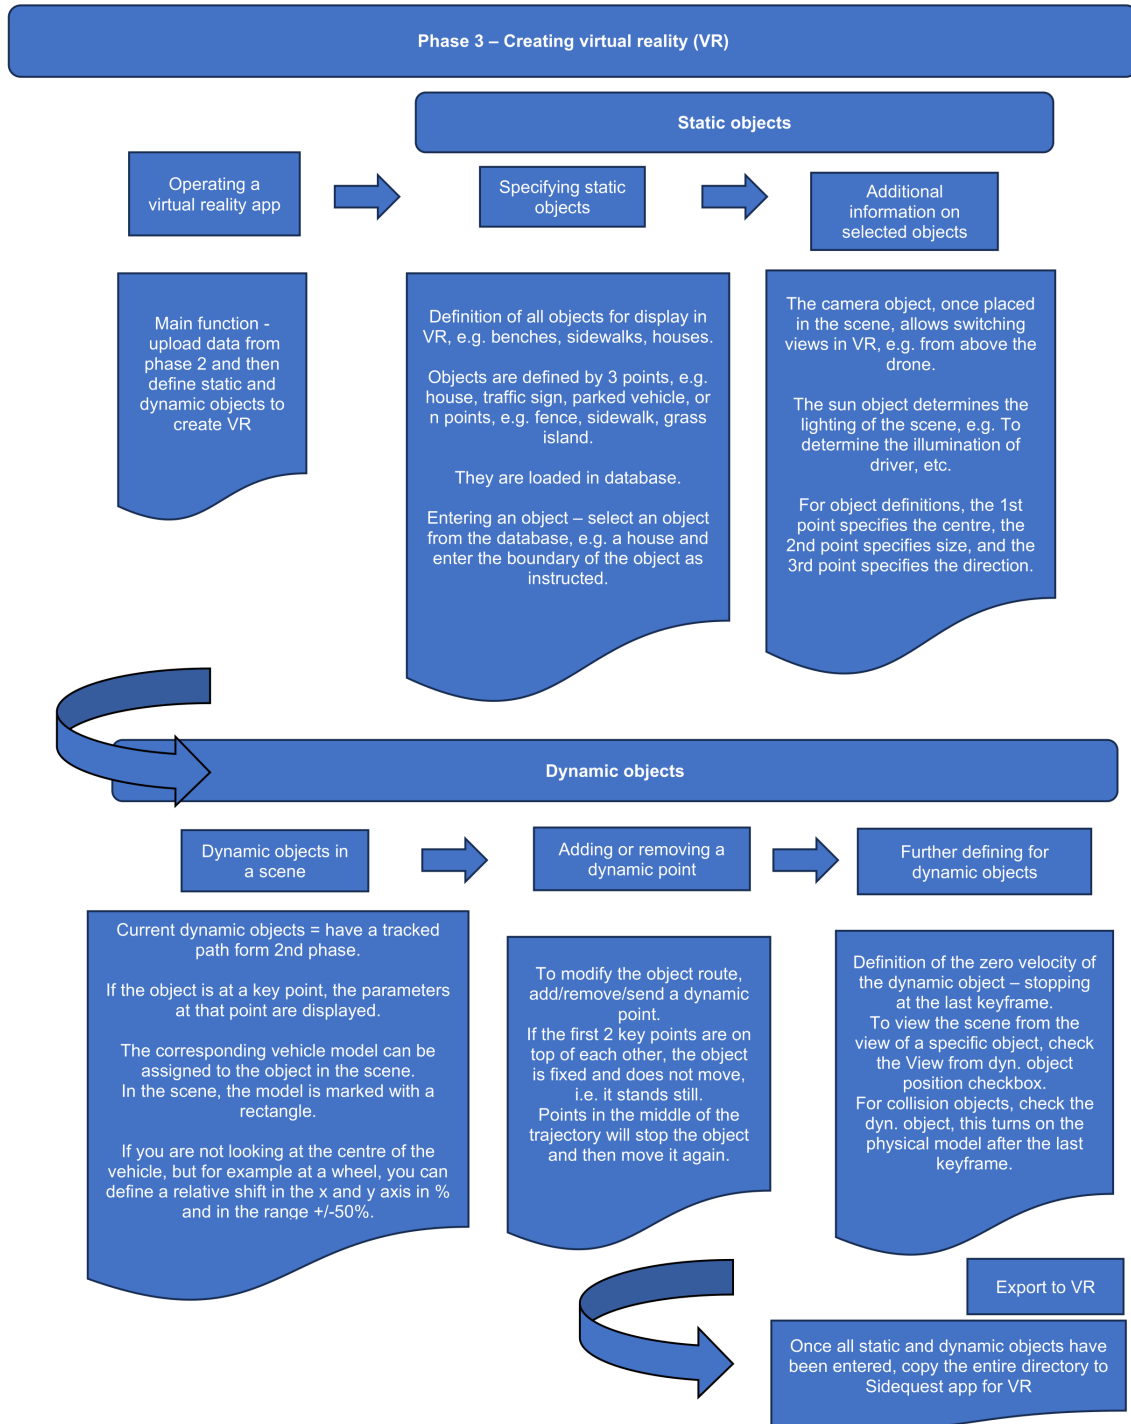 Phase 3 – Creating virtual reality (VR)
Static objects
Operating a
virtual reality app
Specifying static
objects
Additional
information on
selected objects
Main function -
upload data from
phase 2 and then
define static and
dynamic objects to
create VR
Definition of all objects for display in
VR, e.g. benches, sidewalks, houses.
Objects are defined by 3 points, e.g.
house, traffic sign, parked vehicle, or
n points, e.g. fence, sidewalk, grass
island.
They are loaded in database.
Entering an object – select an object
from the database, e.g. a house and
enter the boundary of the object as
instructed.
The camera object, once placed
in the scene, allows switching
views in VR, e.g. from above the
drone.
The sun object determines the
lighting of the scene, e.g. To
determine the illumination of
driver, etc.
For object definitions, the 1st
point specifies the centre, the
2nd point specifies size, and the
3rd point specifies the direction.
Dynamic objects
Dynamic objects in
a scene
Adding or removing a
dynamic point
Further defining for
dynamic objects
Current dynamic objects = have a tracked
path form 2nd phase.
If the object is at a key point, the parameters
at that point are displayed.
The corresponding vehicle model can be
assigned to the object in the scene.
In the scene, the model is marked with a
rectangle.
If you are not looking at the centre of the
vehicle, but for example at a wheel, you can
define a relative shift in the x and y axis in %
and in the range +/-50%.
To modify the object route,
add/remove/send a dynamic
point.
If the first 2 key points are on
top of each other, the object
is fixed and does not move,
i.e. it stands still.
Points in the middle of the
trajectory will stop the object
and then move it again.
Definition of the zero velocity of
the dynamic object – stopping
at the last keyframe.
To view the scene from the
view of a specific object, check
the View from dyn. object
position checkbox.
For collision objects, check the
dyn. object, this turns on the
physical model after the last
keyframe.
Export to VR
Once all static and dynamic objects have
been entered, copy the entire directory to
Sidequest app for VR